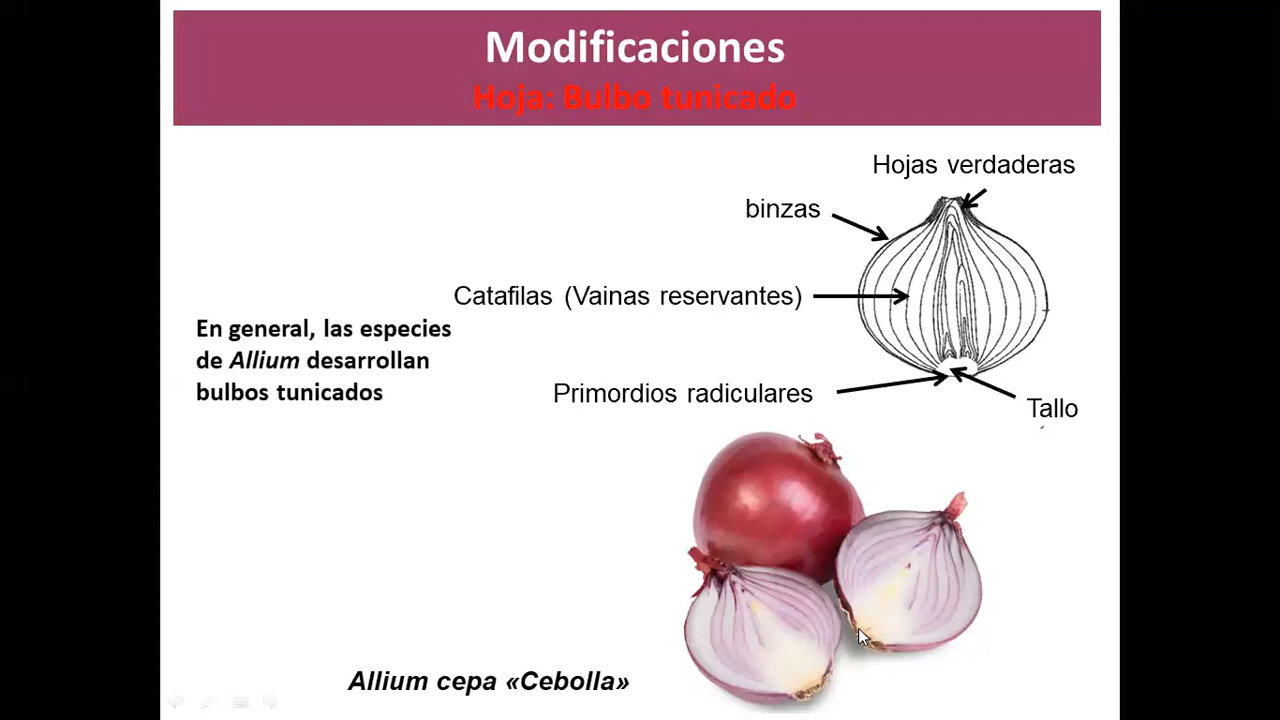 Modificaciones
Hoja: Bulbo tunicado
Hojas verdaderas
binzas
Catafilas (Vainas reservantes)
En general, las especies
de Allium desarrollan
bulbos tunicados
Primordios radiculares
Tallo
Allium cepa «Cebolla»